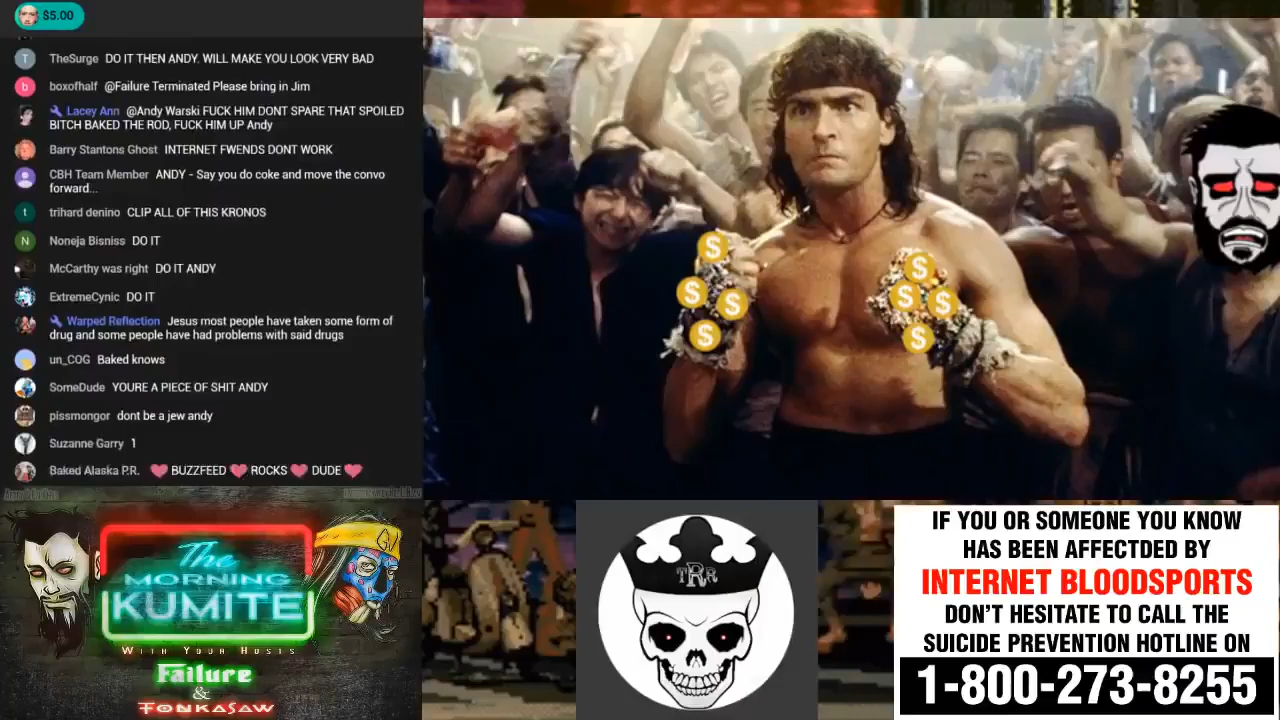 $5.00
TheSurge DO IT THEN ANDY. WILL MAKE YOU LOOK VERY BAD
boxofhalf @Failure Terminated Please bring in Jim
Lacey Ann @Andy Warski FUCK HIM DONT SPARE THAT SPOILED
BITCH BAKED THE ROD, FUCK HIM UP Andy
Barry Stantons Ghost INTERNET FWENDS DONT WORK
CBH Team Member ANDY - Say you do coke and move the convo
forward...
trihard denino CLIP ALL OF THIS KRONOS
Noneja Bisniss DO IT
McCarthy was right DO IT ANDY
ExtremeCynic DO IT
Warped Reflection Jesus most people have taken some form of
drug and some people have had problems with said drugs
un_COG Baked knows
SomeDude YOURE A PIECE OF SHIT ANDY
pissmongor dont be a jew andy
Suzanne Garry 1
Baked Alaska P.R. BUZZFEED ROCKS DUDE
The
MORNING
KUMITE
WITH YOUR HOSTS
Failure
&
TONKASAW
TRR
IF YOU OR SOMEONE YOU KNOW
HAS BEEN AFFECTDED BY
INTERNET BLOODSPORTS
DON'T HESITATE TO CALL THE
SUICIDE PREVENTION HOTLINE ON
1-800-273-8255